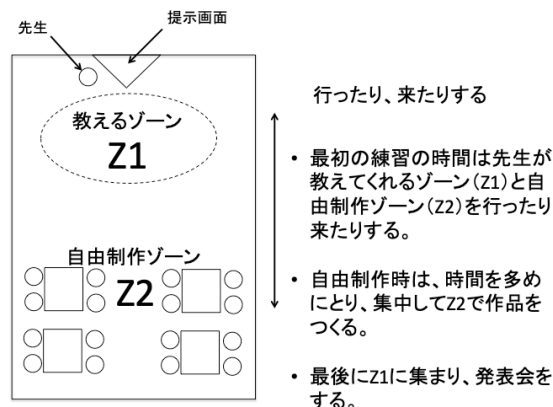 先生
提示画面
教えるゾーン
Z1
自由制作ゾーン
Z2
行ったり、来たりする
• 最初の練習の時間は先生が
教えてくれるゾーン(Z1)と自
由制作ゾーン(Z2)を行ったり
来たりする。
• 自由制作時は、時間を多め
にとり、集中してZ2で作品を
つくる。
• 最後にZ1に集まり、発表会を
する。